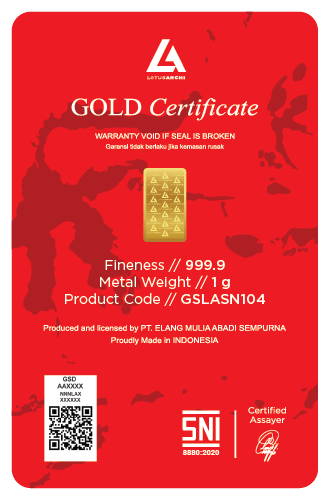 LOTUSARCHI
GOLD Certificate
WARRANTY VOID IF SEAL IS BROKEN
Garansi tidak berlaku jika kemasan rusak
Fineness // 999.9
Metal Weight // 1 g
Product Code // GSLASN104
Produced and licensed by PT. ELANG MULIA ABADI SEMPURNA
Proudly Made in INDONESIA
GSD
AAXXXX
NNNLAX
XXXXXX
SNI
8880:2020
Certified
Assayer